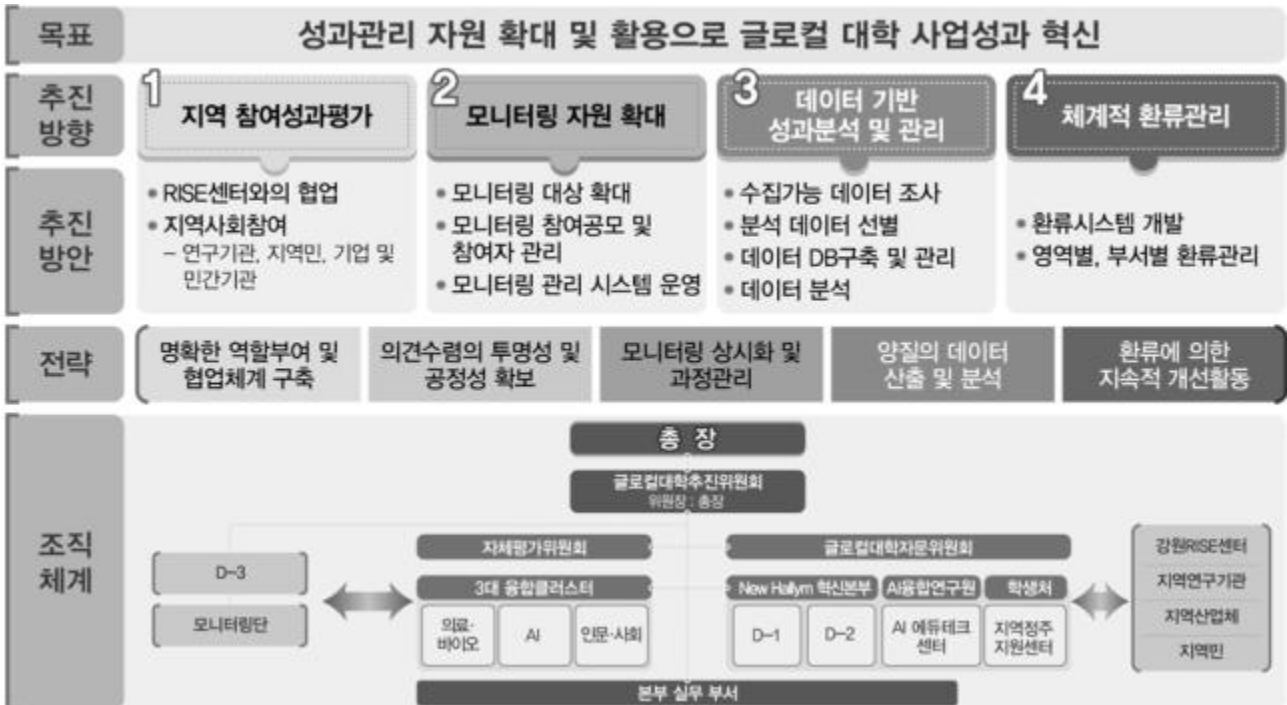 목표
성과관리 자원 확대 및 활용으로 글로컬 대학 사업성과 혁신
추진
방향
1
지역 참여성과평가
2
모니터링 자원 확대
3
데이터 기반
성과분석 및 관리
4
체계적 환류관리
추진
방안
• RISE센터와의 협업
• 지역사회참여
– 연구기관, 지역민, 기업 및
민간기관
• 모니터링 대상 확대
• 모니터링 참여공모 및
참여자 관리
• 모니터링 관리 시스템 운영
• 수집가능 데이터 조사
• 분석 데이터 선별
• 데이터 DB구축 및 관리
• 데이터 분석
• 환류시스템 개발
• 영역별, 부서별 환류관리
전략
명확한 역할부여 및
협업체계 구축
의견수렴의 투명성 및
공정성 확보
모니터링 상시화 및
과정관리
양질의 데이터
산출 및 분석
환류에 의한
지속적 개선활동
조직
체계
총 장
글로컬대학추진위원회
위원장 : 총장
자체평가위원회
글로컬대학자문위원회
D-3
모니터링단
3대 융합클러스터
의료·
바이오
AI
인문·사회
New Hallym 혁신본부
D-1
D-2
AI융합연구원
AI 에듀테크
센터
학생처
지역정주
지원센터
강원RISE센터
지역연구기관
지역산업체
지역민
본부 실무 부서